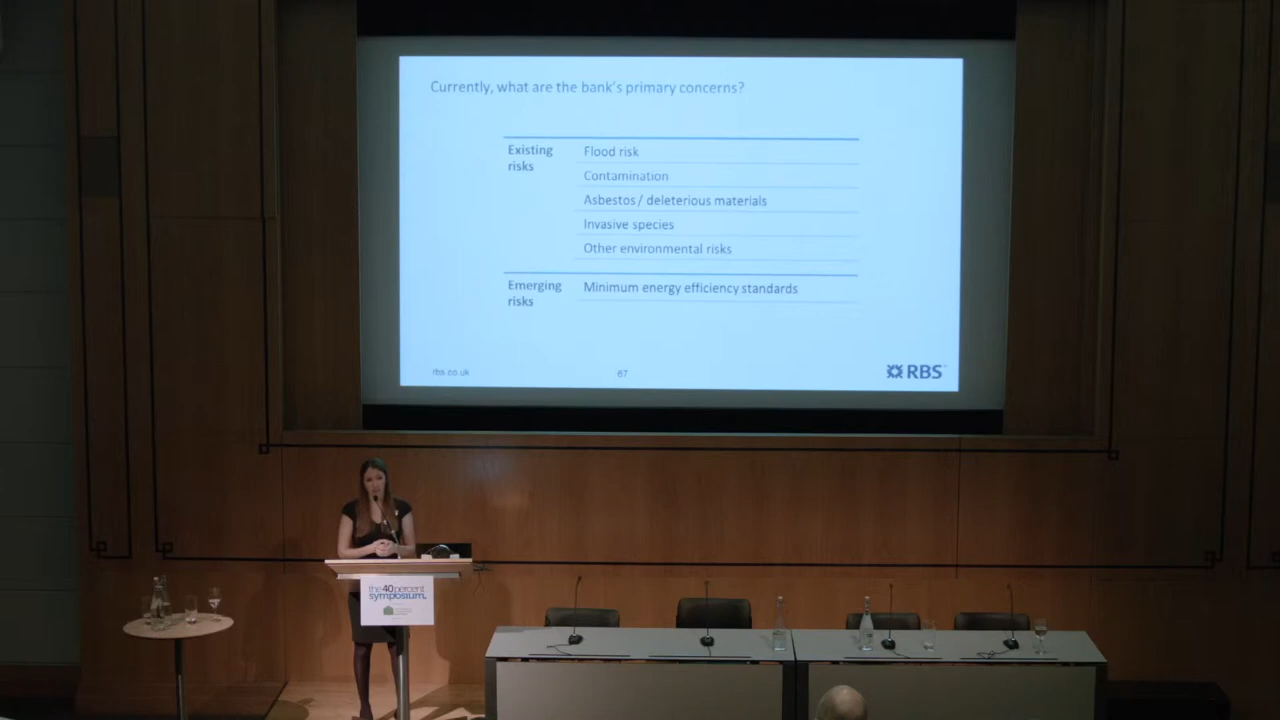 Currently, what are the bank's primary concerns?
Existing
risks
Flood risk
Contamination
Asbestos / deleterious materials
Invasive species
Other environmental risks
Emerging
risks
Minimum energy efficiency standards
rbs.co.uk
67
RBS
the 40 percent
symposium.